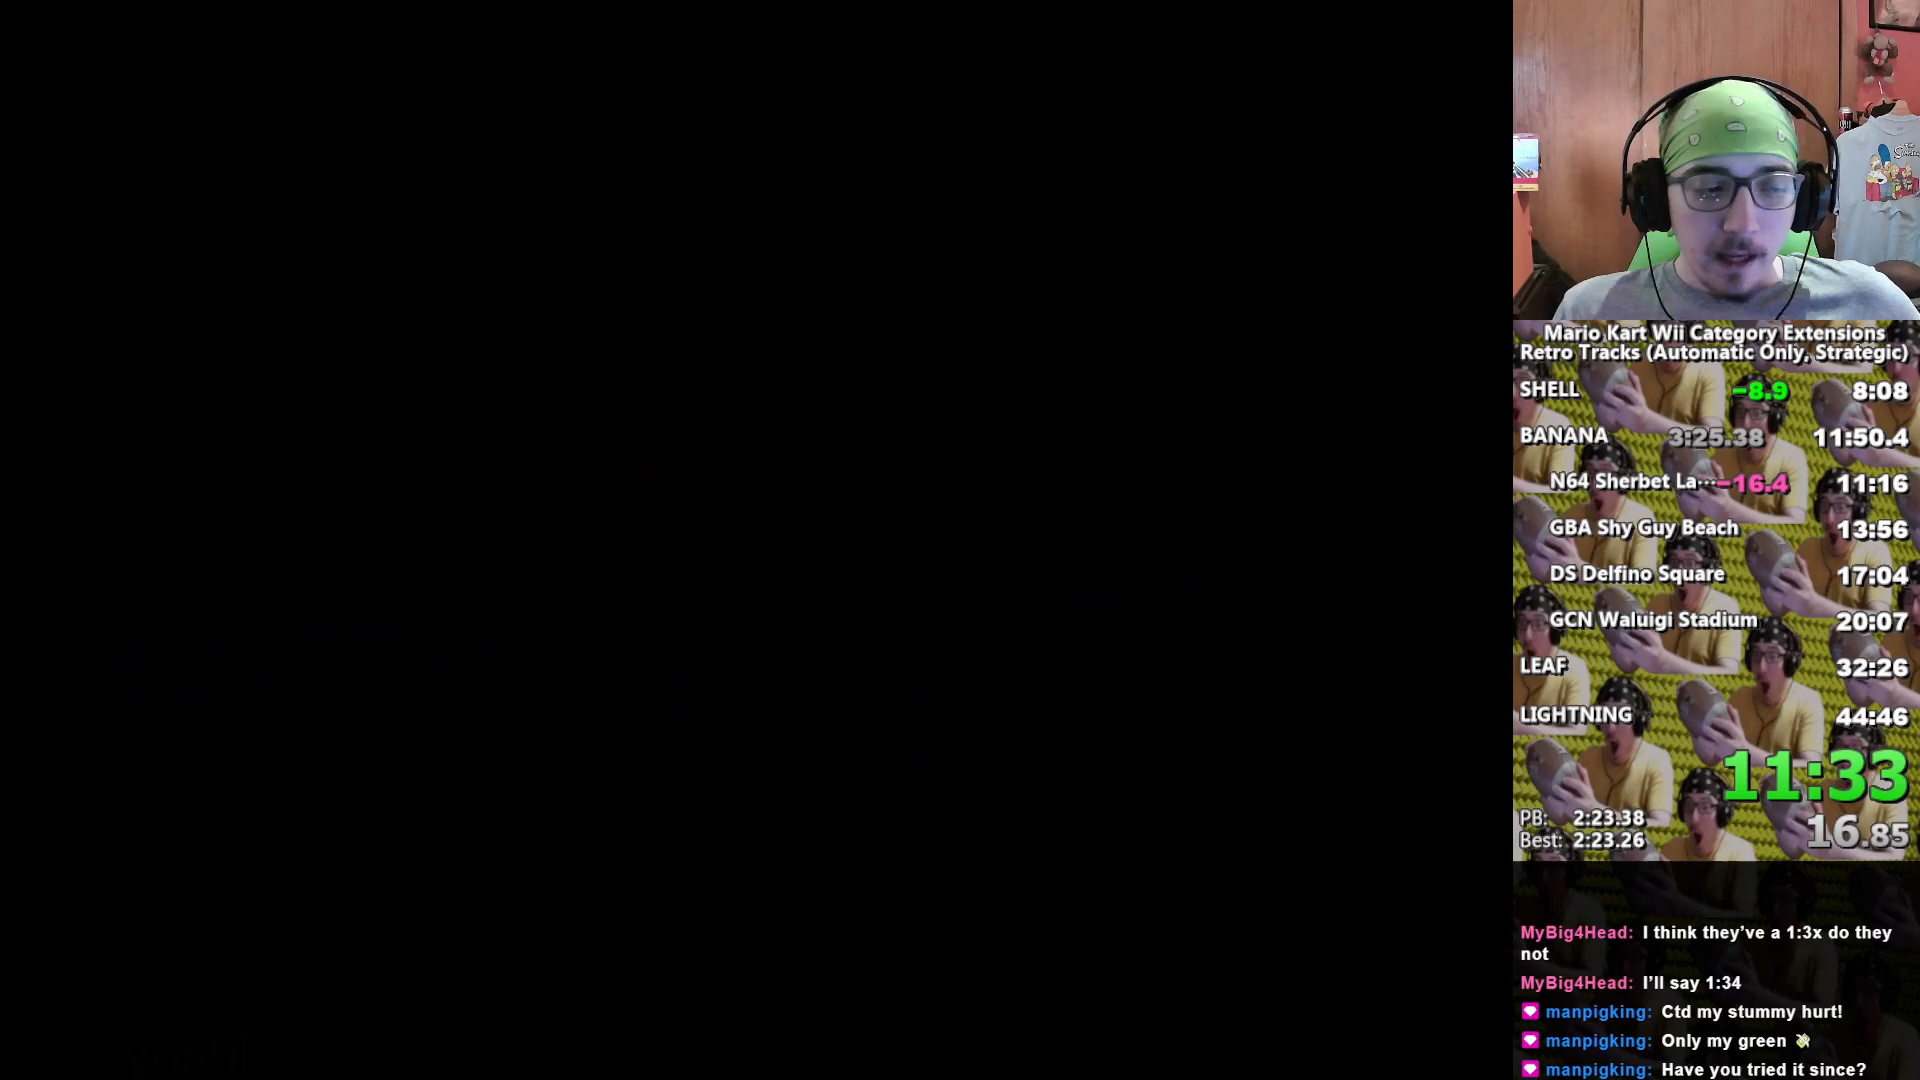 The
Simpsons
Mario Kart Wii Category Extensions
Retro Tracks (Automatic Only, Strategic)
SHELL -8.9 8:08
BANANA 3:25.38 11:50.4
N64 Sherbet La... -16.4 11:16
GBA Shy Guy Beach 13:56
DS Delfino Square 17:04
GCN Waluigi Stadium 20:07
LEAF 32:26
LIGHTNING 44:46
11:33
PB: 2:23.38
Best: 2:23.26
16.85
MyBig4Head: I think they’ve a 1:3x do they
not
MyBig4Head: I’ll say 1:34
manpigking: Ctd my stummy hurt!
manpigking: Only my green
manpigking: Have you tried it since?